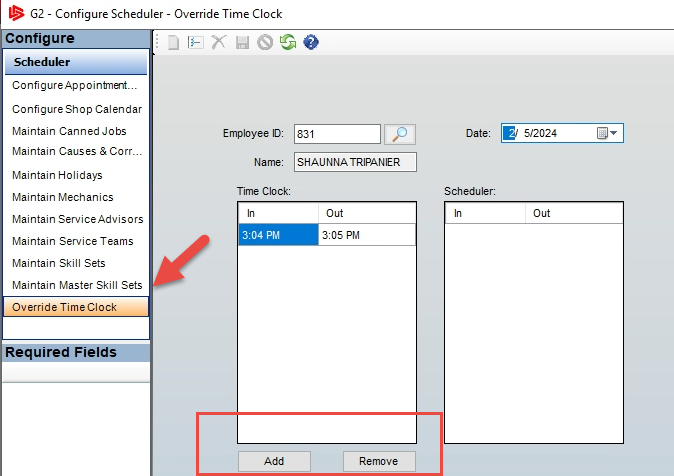 G2 - Configure Scheduler - Override Time Clock
Configure
Scheduler
Configure Appointment...
Configure Shop Calendar
Maintain Canned Jobs
Maintain Causes & Corr...
Maintain Holidays
Maintain Mechanics
Maintain Service Advisors
Maintain Service Teams
Maintain Skill Sets
Maintain Master Skill Sets
Override Time Clock
Required Fields
Employee ID: 831
Date: 2/ 5/2024
Name: SHAUNNA TRIPANIER
Time Clock:
In Out
3:04 PM 3:05 PM
Scheduler:
In Out
Add Remove